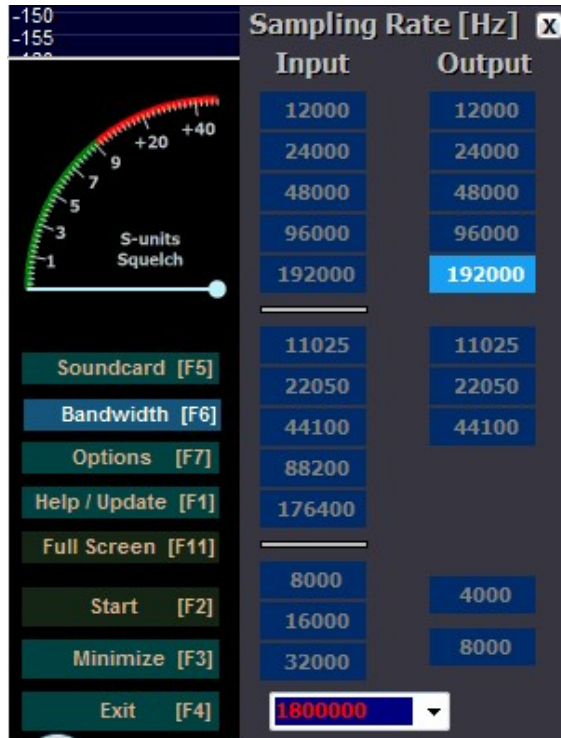 -150
-155
Sampling Rate [Hz] X
Input Output
12000 12000
24000 24000
48000 48000
96000 96000
192000 192000
11025 11025
22050 22050
44100 44100
88200
176400
8000 4000
16000
32000 8000
1800000
+40
+20
9
7
5
3
1
S-units
Squelch
Soundcard [F5]
Bandwidth [F6]
Options [F7]
Help / Update [F1]
Full Screen [F11]
Start [F2]
Minimize [F3]
Exit [F4]